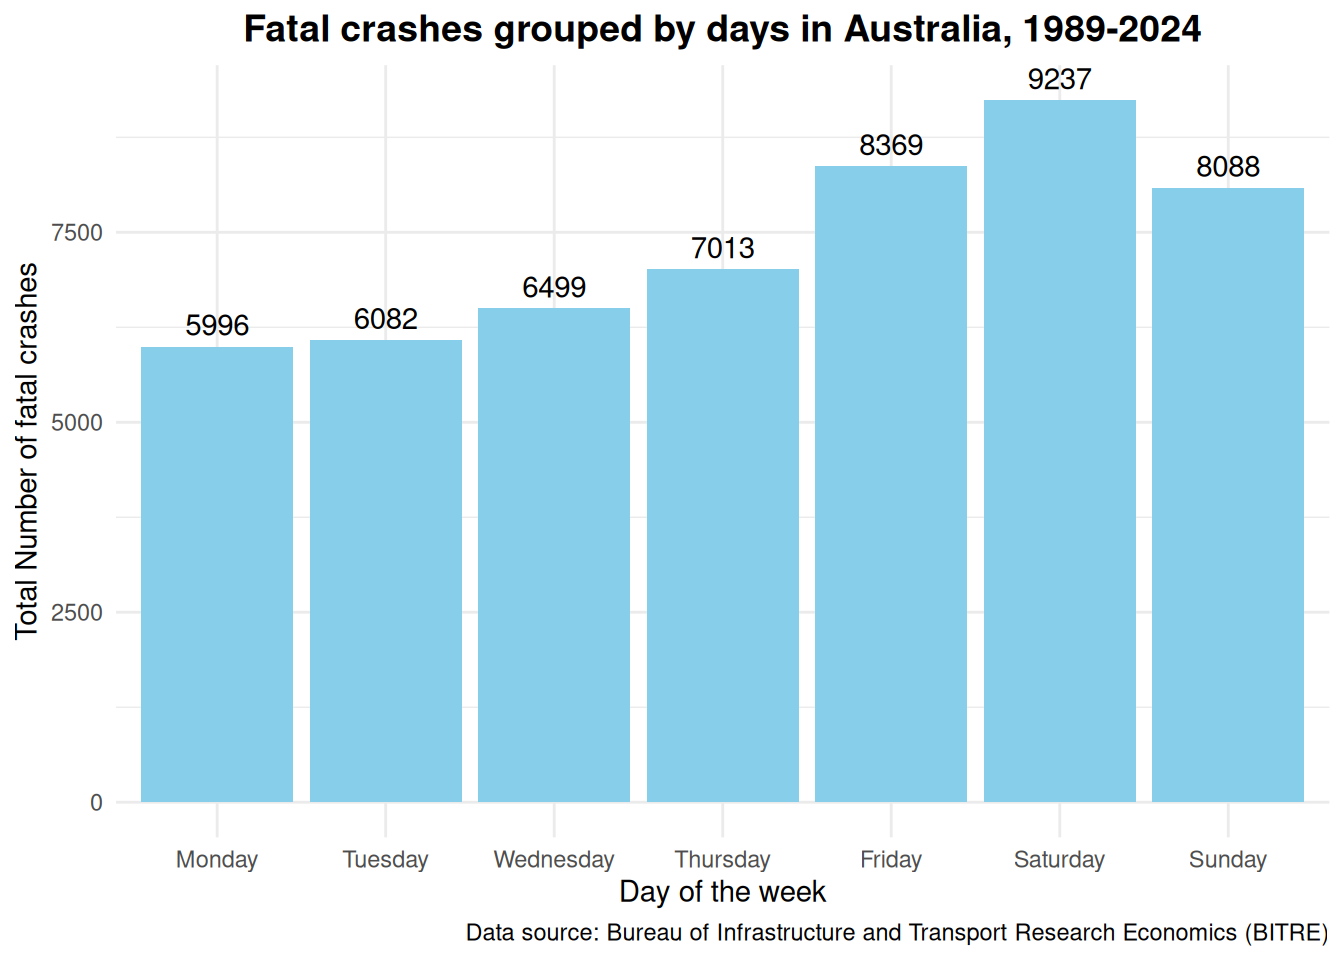 Fatal crashes grouped by days in Australia, 1989-2024
9237
8369
8088
7500
7013
6499
6082
5996
5000
2500
0
Total Number of fatal crashes
Monday Tuesday Wednesday Thursday Friday Saturday Sunday
Day of the week
Data source: Bureau of Infrastructure and Transport Research Economics (BITRE)